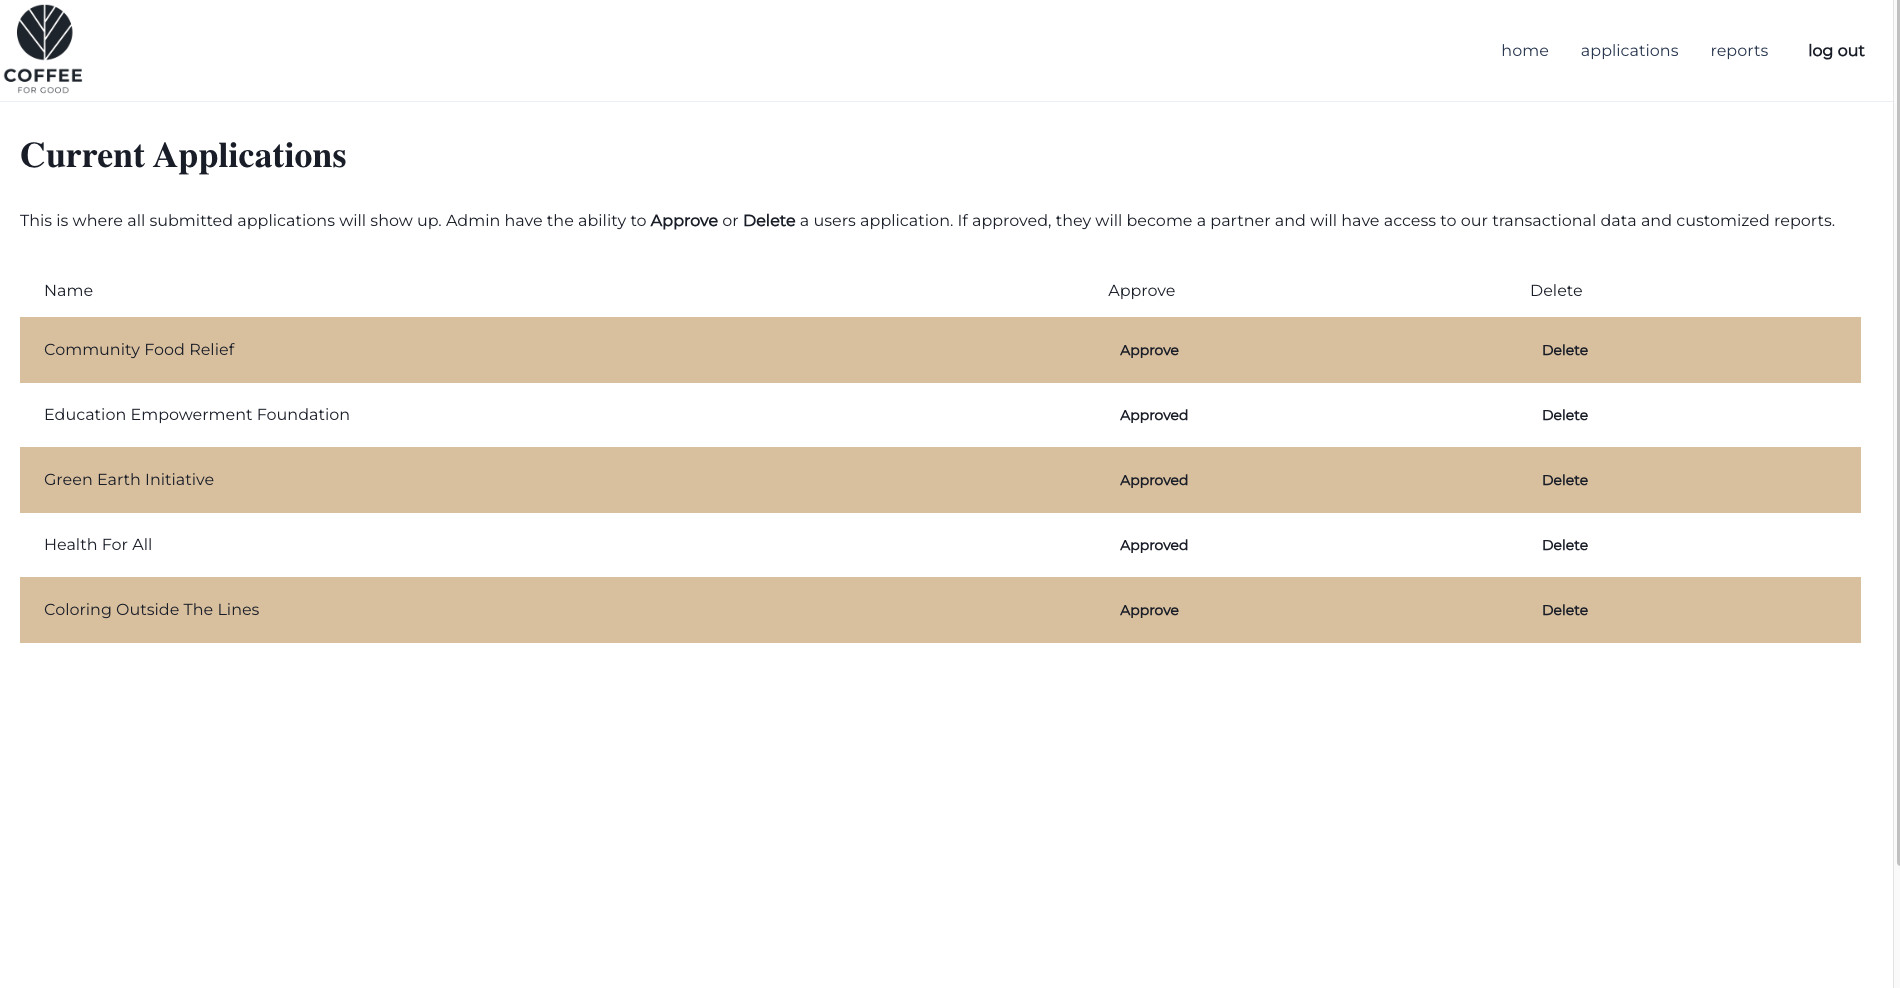 COFFEE
FOR GOOD
home applications reports log out
Current Applications
This is where all submitted applications will show up. Admin have the ability to Approve or Delete a users application. If approved, they will become a partner and will have access to our transactional data and customized reports.
Name Approve Delete
Community Food Relief Approve Delete
Education Empowerment Foundation Approved Delete
Green Earth Initiative Approved Delete
Health For All Approved Delete
Coloring Outside The Lines Approve Delete